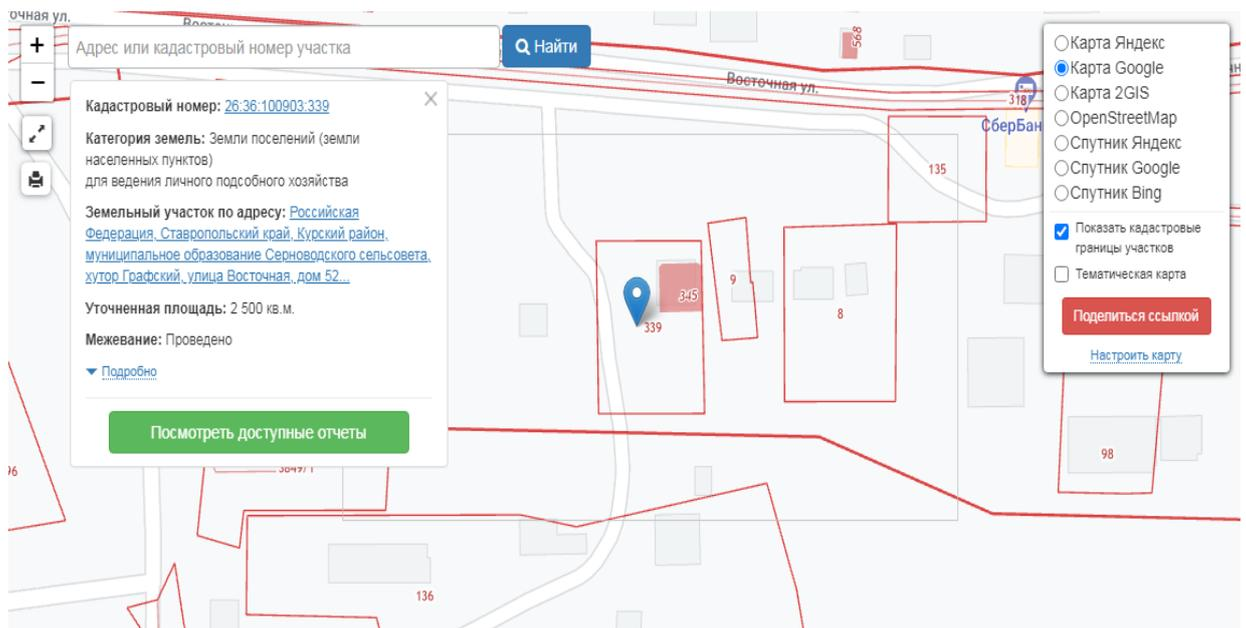 очная ул.
+
Адрес или кадастровый номер участка
Найти
−
Кадастровый номер: 26:36:100903:339
Категория земель: Земли поселений (земли
населенных пунктов)
для ведения личного подсобного хозяйства
Земельный участок по адресу: Российская
Федерация, Ставропольский край, Курский район,
муниципальное образование Серноводского сельсовета,
хутор Графский, улица Восточная, дом 52...
Уточненная площадь: 2 500 кв.м.
Межевание: Проведено
Подробно
Посмотреть доступные отчеты
568
Восточная ул.
318
СберБан
135
9
345
339
8
98
136
96
Карта Яндекс
Карта Google
Карта 2GIS
OpenStreetMap
Спутник Яндекс
Спутник Google
Спутник Bing
Показать кадастровые
границы участков
Тематическая карта
Поделиться ссылкой
Настроить карту